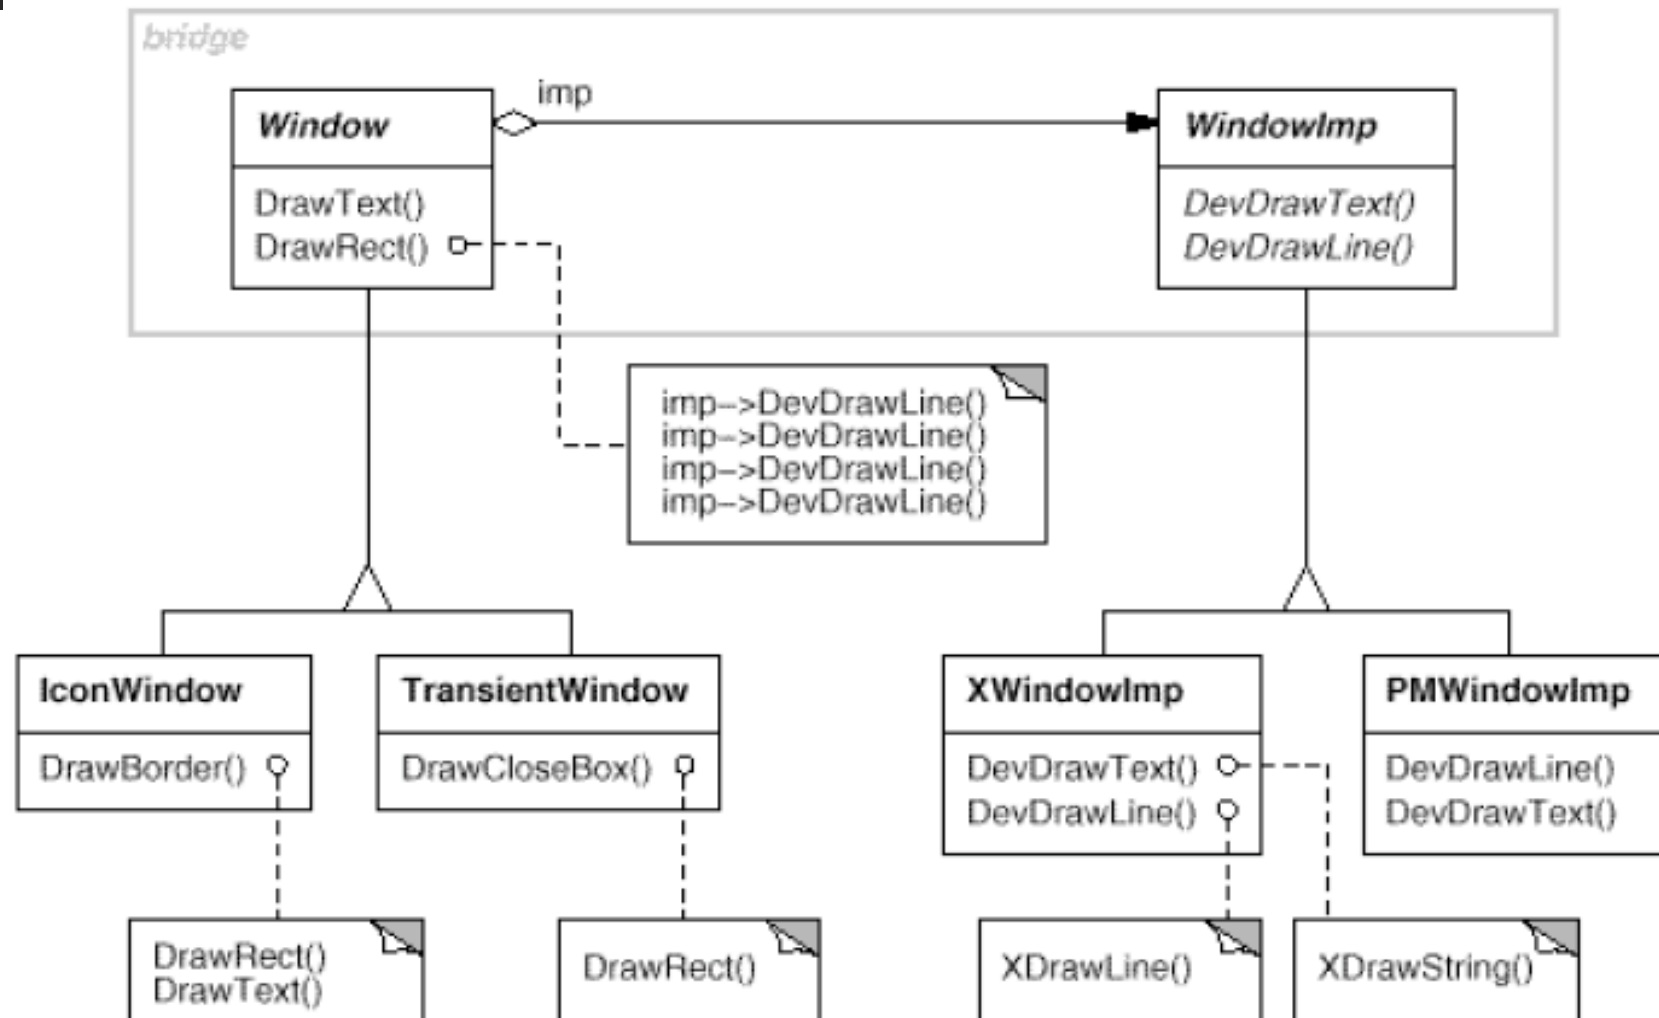 bridge
imp
Window
WindowImp
DrawText()
DrawRect()
DevDrawText()
DevDrawLine()
imp–>DevDrawLine()
imp–>DevDrawLine()
imp–>DevDrawLine()
imp–>DevDrawLine()
IconWindow
DrawBorder()
TransientWindow
DrawCloseBox()
XWindowImp
DevDrawText()
DevDrawLine()
PMWindowImp
DevDrawLine()
DevDrawText()
DrawRect()
DrawText()
DrawRect()
XDrawLine()
XDrawString()